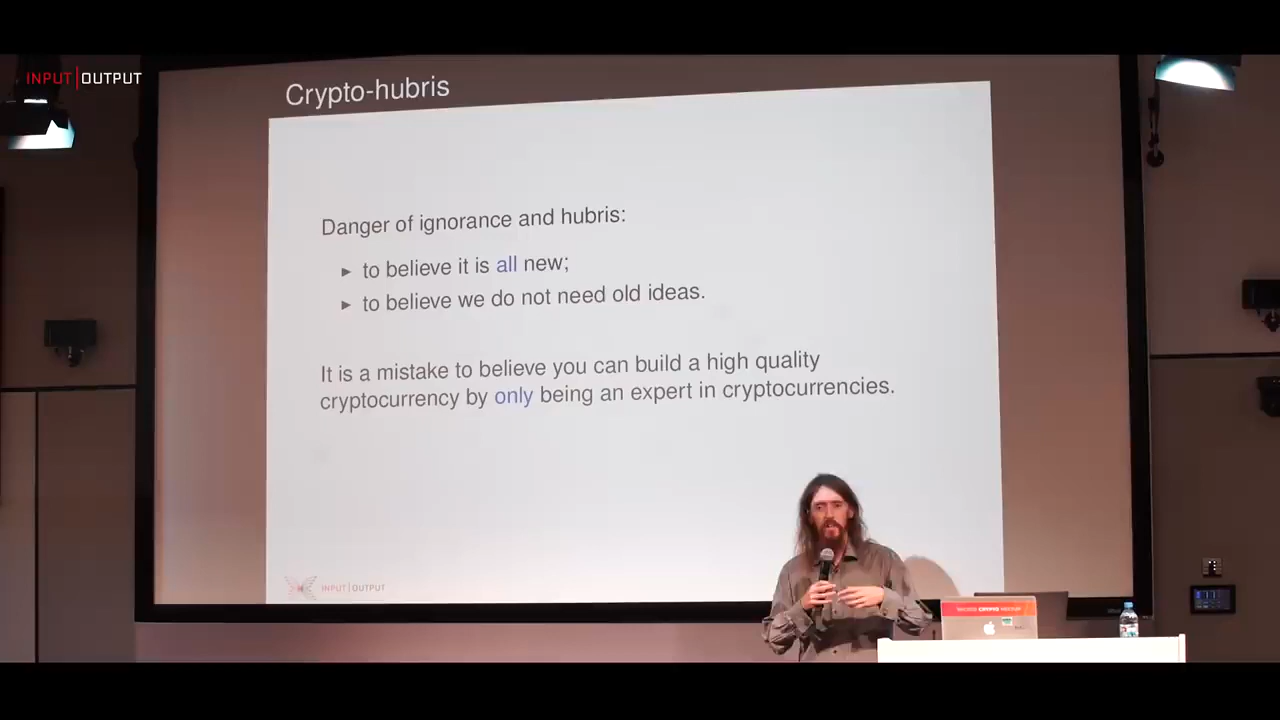 INPUT|OUTPUT
Crypto-hubris
Danger of ignorance and hubris:
▸ to believe it is all new;
▸ to believe we do not need old ideas.
It is a mistake to believe you can build a high quality
cryptocurrency by only being an expert in cryptocurrencies.
INPUT|OUTPUT